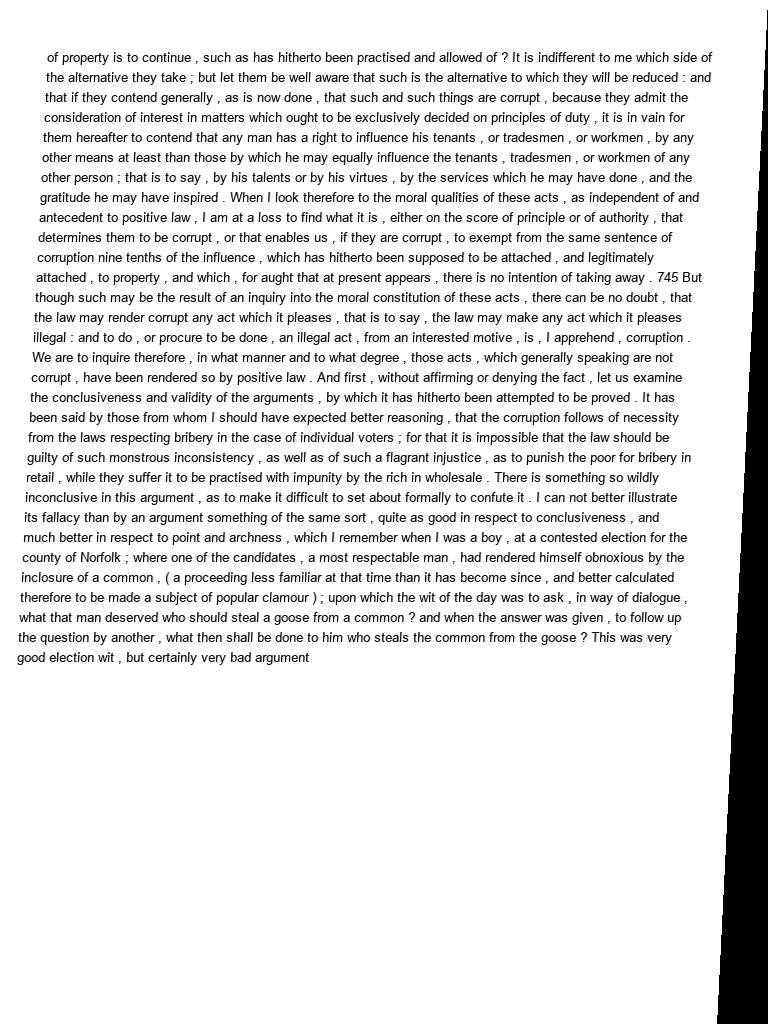 of property is to continue , such as has hitherto been practised and allowed of ? It is indifferent to me which side of
the alternative they take ; but let them be well aware that such is the alternative to which they will be reduced : and
that if they contend generally , as is now done , that such and such things are corrupt , because they admit the
consideration of interest in matters which ought to be exclusively decided on principles of duty , it is in vain for
them hereafter to contend that any man has a right to influence his tenants , or tradesmen , or workmen , by any
other means at least than those by which he may equally influence the tenants , tradesmen , or workmen of any
other person ; that is to say , by his talents or by his virtues , by the services which he may have done , and the
gratitude he may have inspired . When I look therefore to the moral qualities of these acts , as independent of and
antecedent to positive law , I am at a loss to find what it is , either on the score of principle or of authority , that
determines them to be corrupt , or that enables us , if they are corrupt , to exempt from the same sentence of
corruption nine tenths of the influence , which has hitherto been supposed to be attached , and legitimately
attached , to property , and which , for aught that at present appears , there is no intention of taking away . 745 But
though such may be the result of an inquiry into the moral constitution of these acts , there can be no doubt , that
the law may render corrupt any act which it pleases , that is to say , the law may make any act which it pleases
illegal : and to do , or procure to be done , an illegal act , from an interested motive , is , I apprehend , corruption .
We are to inquire therefore , in what manner and to what degree , those acts , which generally speaking are not
corrupt , have been rendered so by positive law . And first , without affirming or denying the fact , let us examine
the conclusiveness and validity of the arguments , by which it has hitherto been attempted to be proved . It has
been said by those from whom I should have expected better reasoning , that the corruption follows of necessity
from the laws respecting bribery in the case of individual voters ; for that it is impossible that the law should be
guilty of such monstrous inconsistency , as well as of such a flagrant injustice , as to punish the poor for bribery in
retail , while they suffer it to be practised with impunity by the rich in wholesale . There is something so wildly
inconclusive in this argument , as to make it difficult to set about formally to confute it . I can not better illustrate
its fallacy than by an argument something of the same sort , quite as good in respect to conclusiveness , and
much better in respect to point and archness , which I remember when I was a boy , at a contested election for the
county of Norfolk ; where one of the candidates , a most respectable man , had rendered himself obnoxious by the
inclosure of a common , ( a proceeding less familiar at that time than it has become since , and better calculated
therefore to be made a subject of popular clamour ) ; upon which the wit of the day was to ask , in way of dialogue ,
what that man deserved who should steal a goose from a common ? and when the answer was given , to follow up
the question by another , what then shall be done to him who steals the common from the goose ? This was very
good election wit , but certainly very bad argument